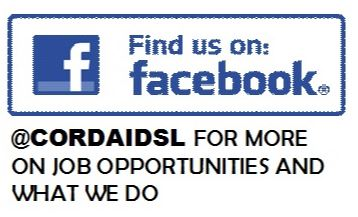 f Find us on:
facebook®
@CORDAIDSL FOR MORE
ON JOB OPPORTUNITIES AND
WHAT WE DO